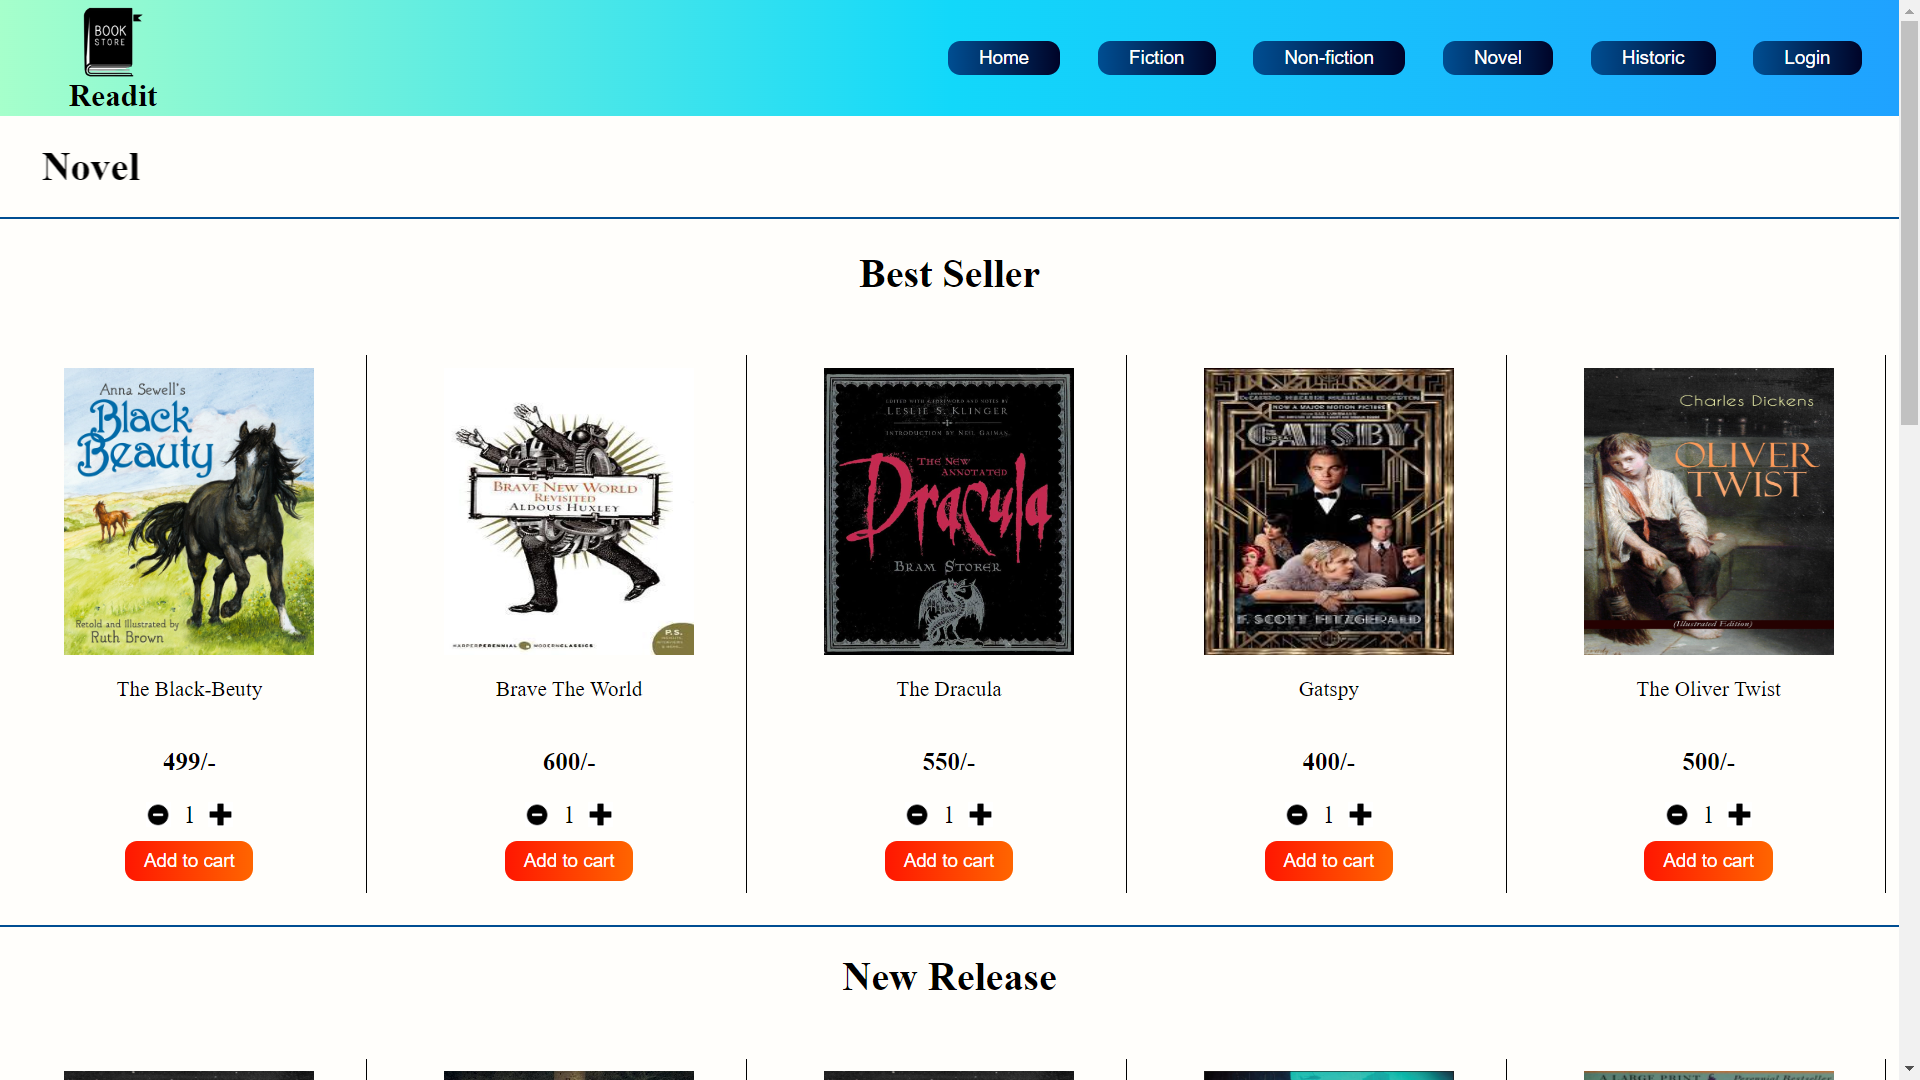 BOOK
STORE
Readit
Home
Fiction
Non-fiction
Novel
Historic
Login
Novel
Best Seller
Anna Sewell's
Black
Beauty
Retold and Illustrated by
Ruth Brown
The Black-Beuty
499/-
1
Add to cart
BRAVE NEW WORLD
REVISITED
ALDOUS HUXLEY
P.S.
HARPERPERENNIAL MODERNCLASSICS
Brave The World
600/-
1
Add to cart
EDITED WITH A FOREWORD AND NOTES BY
LESLIE S. KLINGER
INTRODUCTION BY NEIL GAIMAN
THE NEW
ANNOTATED
Dracula
BRAM STOKER
The Dracula
550/-
1
Add to cart
NOW A MAJOR MOTION PICTURE
GATSBY
F. SCOTT FITZGERALD
Gatspy
400/-
1
Add to cart
Charles Dickens
OLIVER
TWIST
(Illustrated Edition)
The Oliver Twist
500/-
1
Add to cart
New Release
A LARGE PRINT Perennial Bestseller